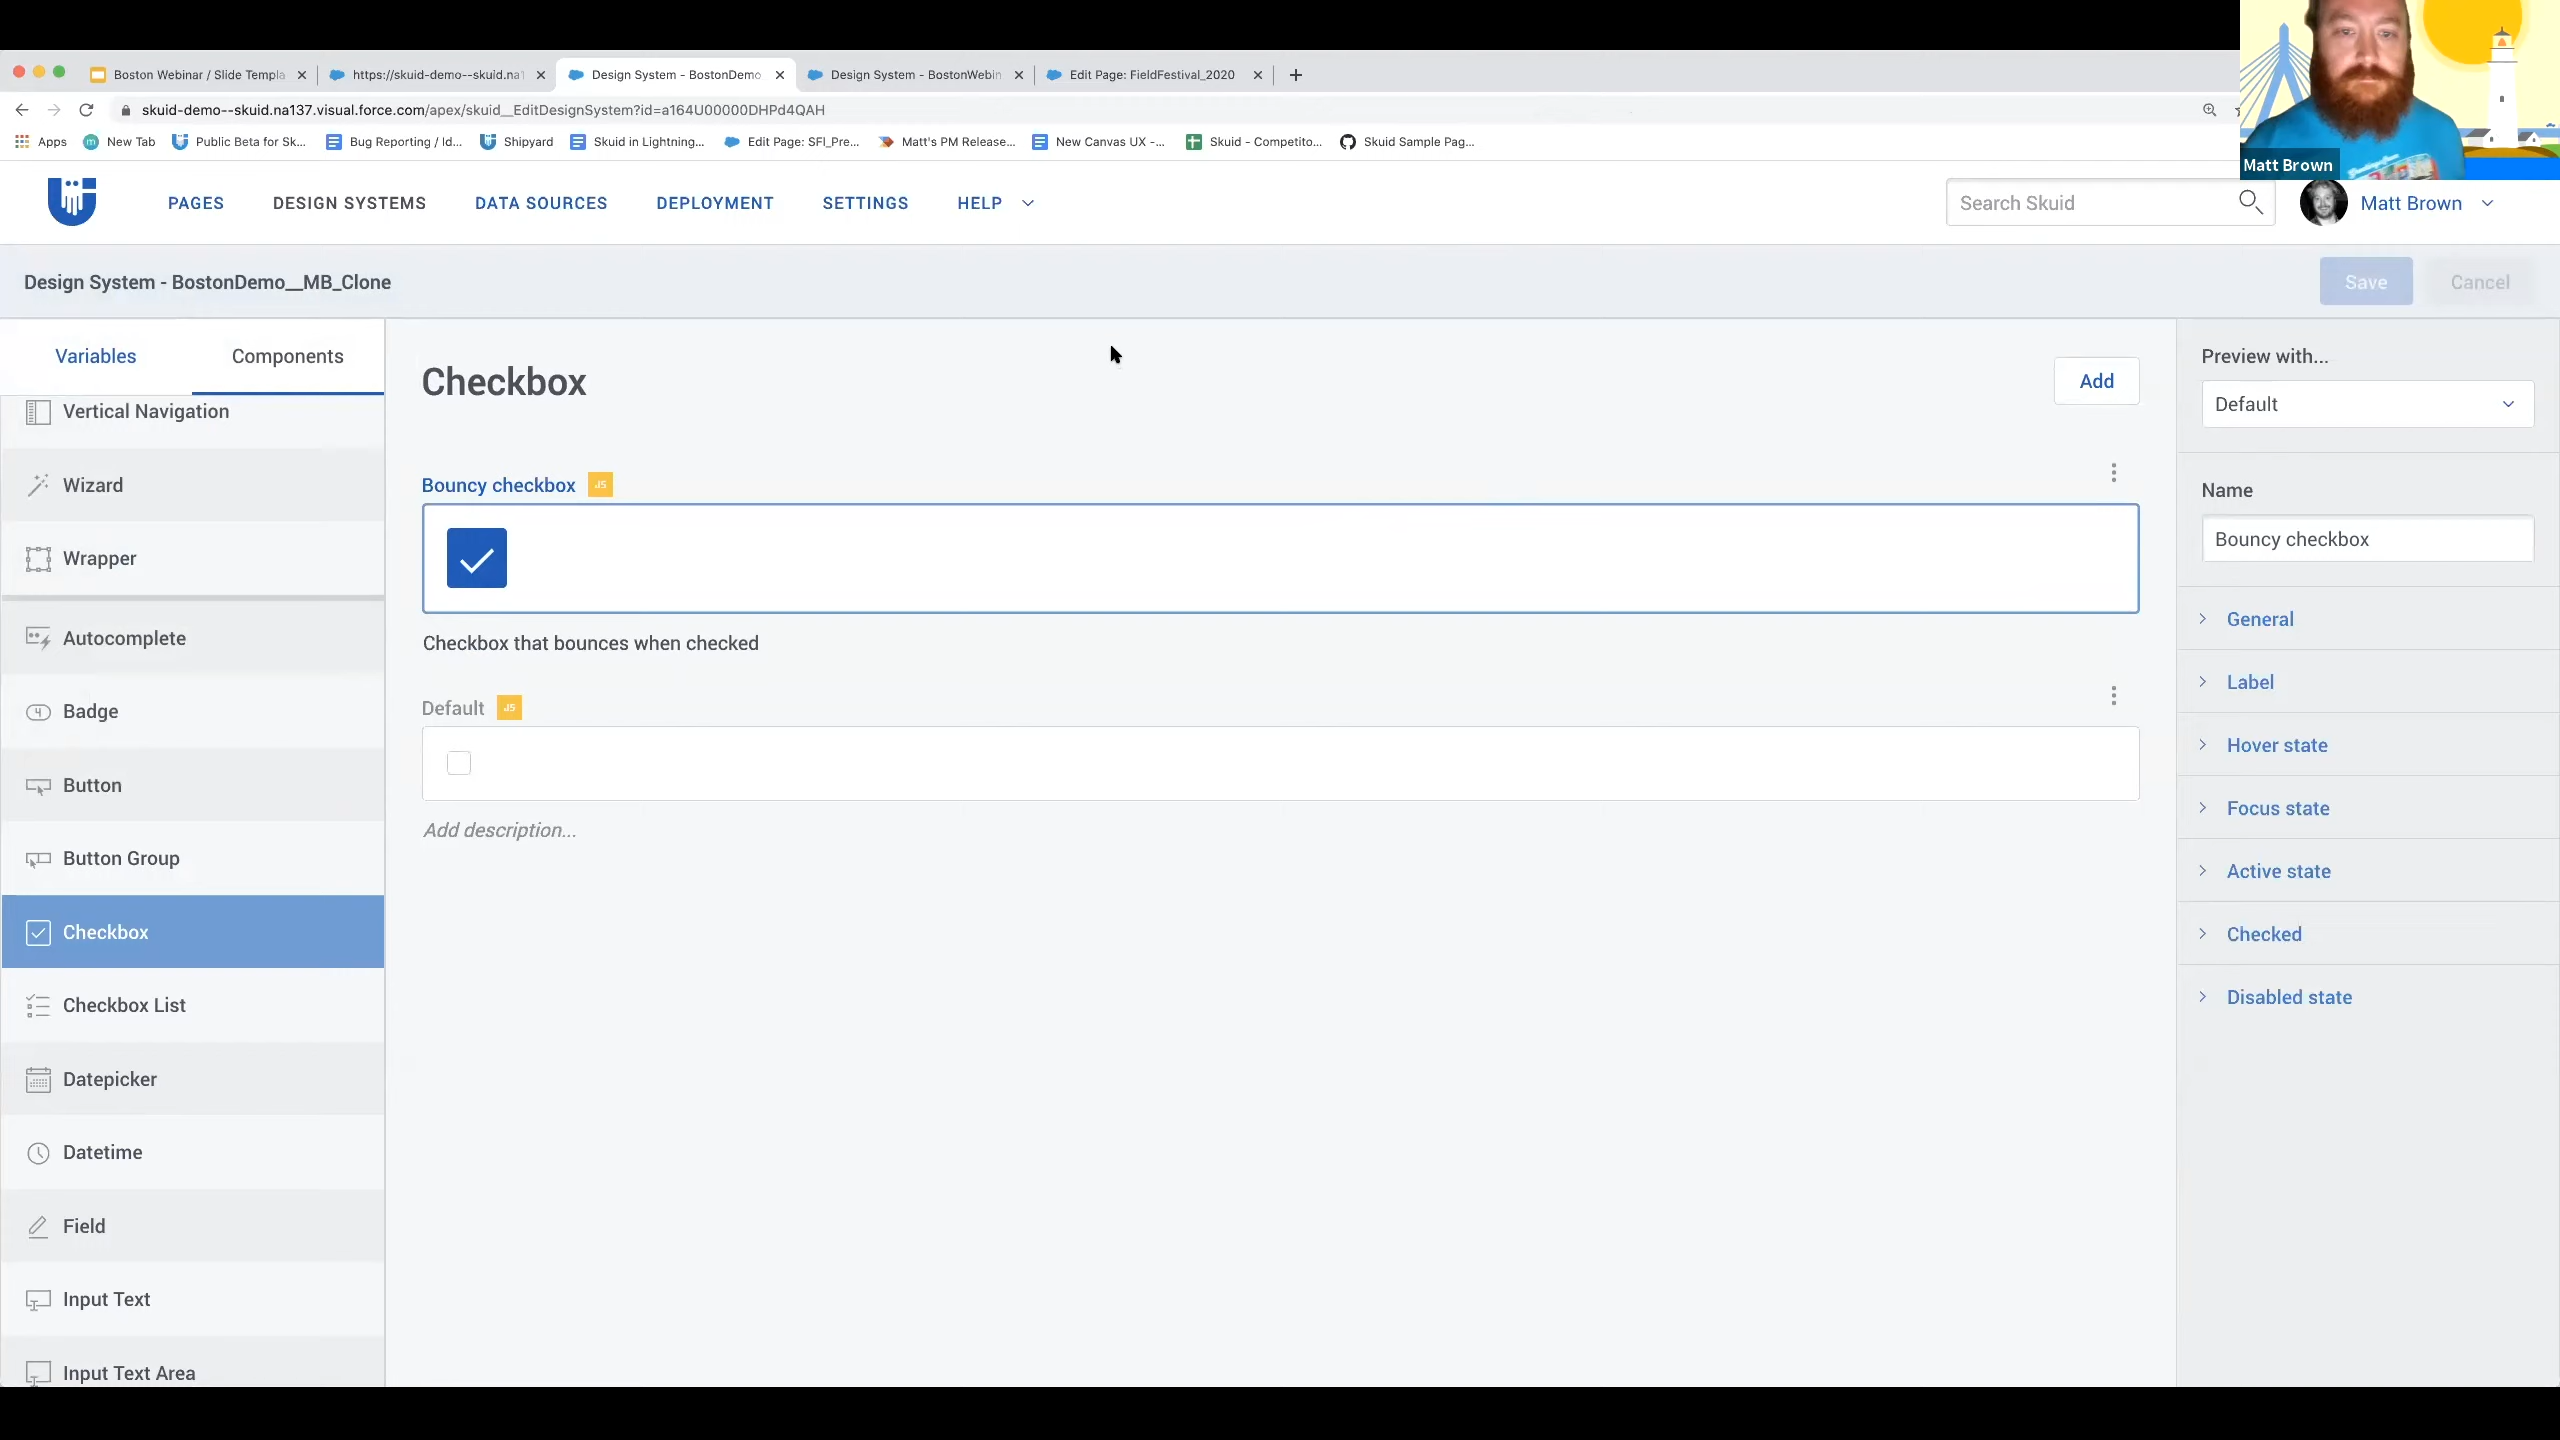 Boston Webinar / Slide Templa
https://skuid-demo--skuid.na1
Design System - BostonDemo
Design System - BostonWebin
Edit Page: FieldFestival_2020
skuid-demo--skuid.na137.visual.force.com/apex/skuid__EditDesignSystem?id=a164U00000DHPd4QAH
Apps
New Tab
Public Beta for Sk...
Bug Reporting / Id...
Shipyard
Skuid in Lightning...
Edit Page: SFI_Pre...
Matt's PM Release...
New Canvas UX -...
Skuid - Competito...
Skuid Sample Pag...
Matt Brown
PAGES
DESIGN SYSTEMS
DATA SOURCES
DEPLOYMENT
SETTINGS
HELP
Search Skuid
Matt Brown
Design System - BostonDemo__MB_Clone
Save
Cancel
Variables
Components
Vertical Navigation
Wizard
Wrapper
Autocomplete
Badge
Button
Button Group
Checkbox
Checkbox List
Datepicker
Datetime
Field
Input Text
Input Text Area
Checkbox
Add
Bouncy checkbox JS
Checkbox that bounces when checked
Default JS
Add description...
Preview with...
Default
Name
Bouncy checkbox
General
Label
Hover state
Focus state
Active state
Checked
Disabled state